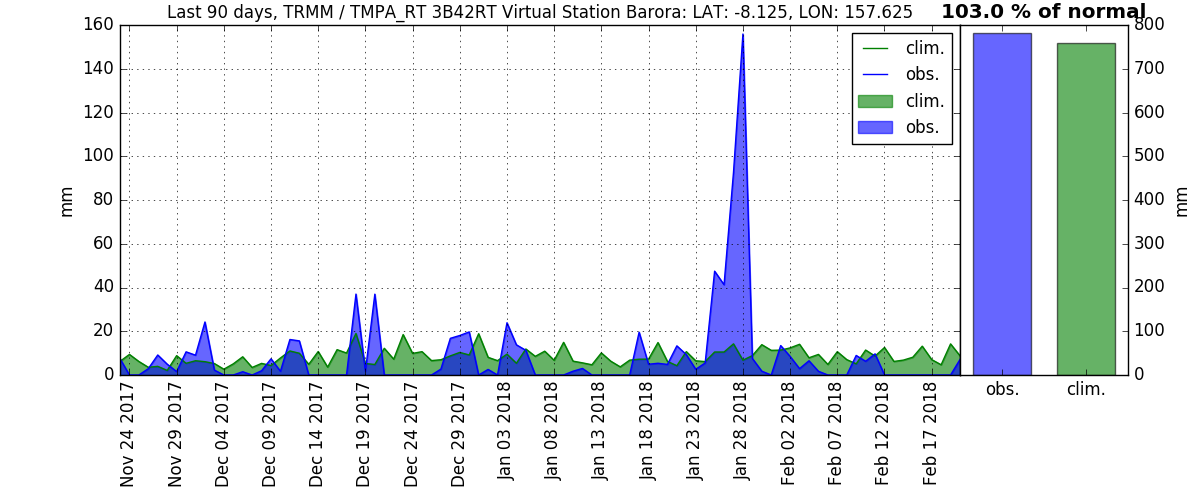 Last 90 days, TRMM / TMPA_RT 3B42RT Virtual Station Barora: LAT: -8.125, LON: 157.625
103.0 % of normal
160
140
120
100
80
60
40
20
0
mm
clim.
obs.
clim.
obs.
800
700
600
500
400
300
200
100
0
mm
Nov 24 2017
Nov 29 2017
Dec 04 2017
Dec 09 2017
Dec 14 2017
Dec 19 2017
Dec 24 2017
Dec 29 2017
Jan 03 2018
Jan 08 2018
Jan 13 2018
Jan 18 2018
Jan 23 2018
Jan 28 2018
Feb 02 2018
Feb 07 2018
Feb 12 2018
Feb 17 2018
obs.
clim.